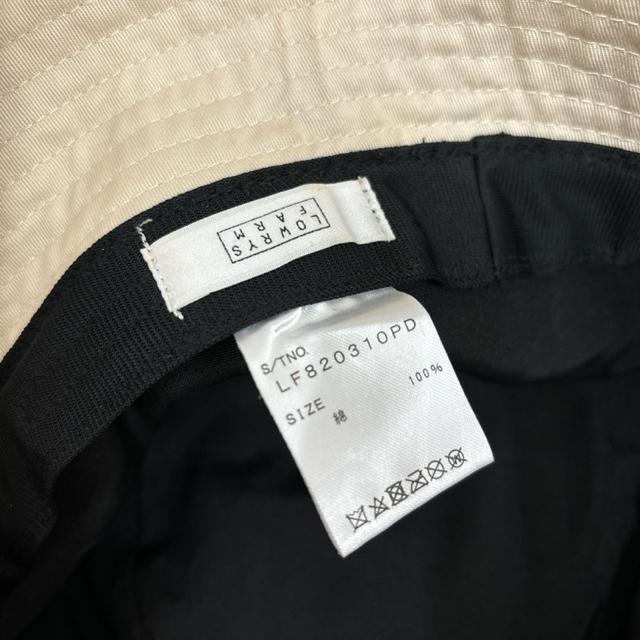 LOWRYS
FARM
S/TNO.
LF820310PD
SIZE
綿 100%